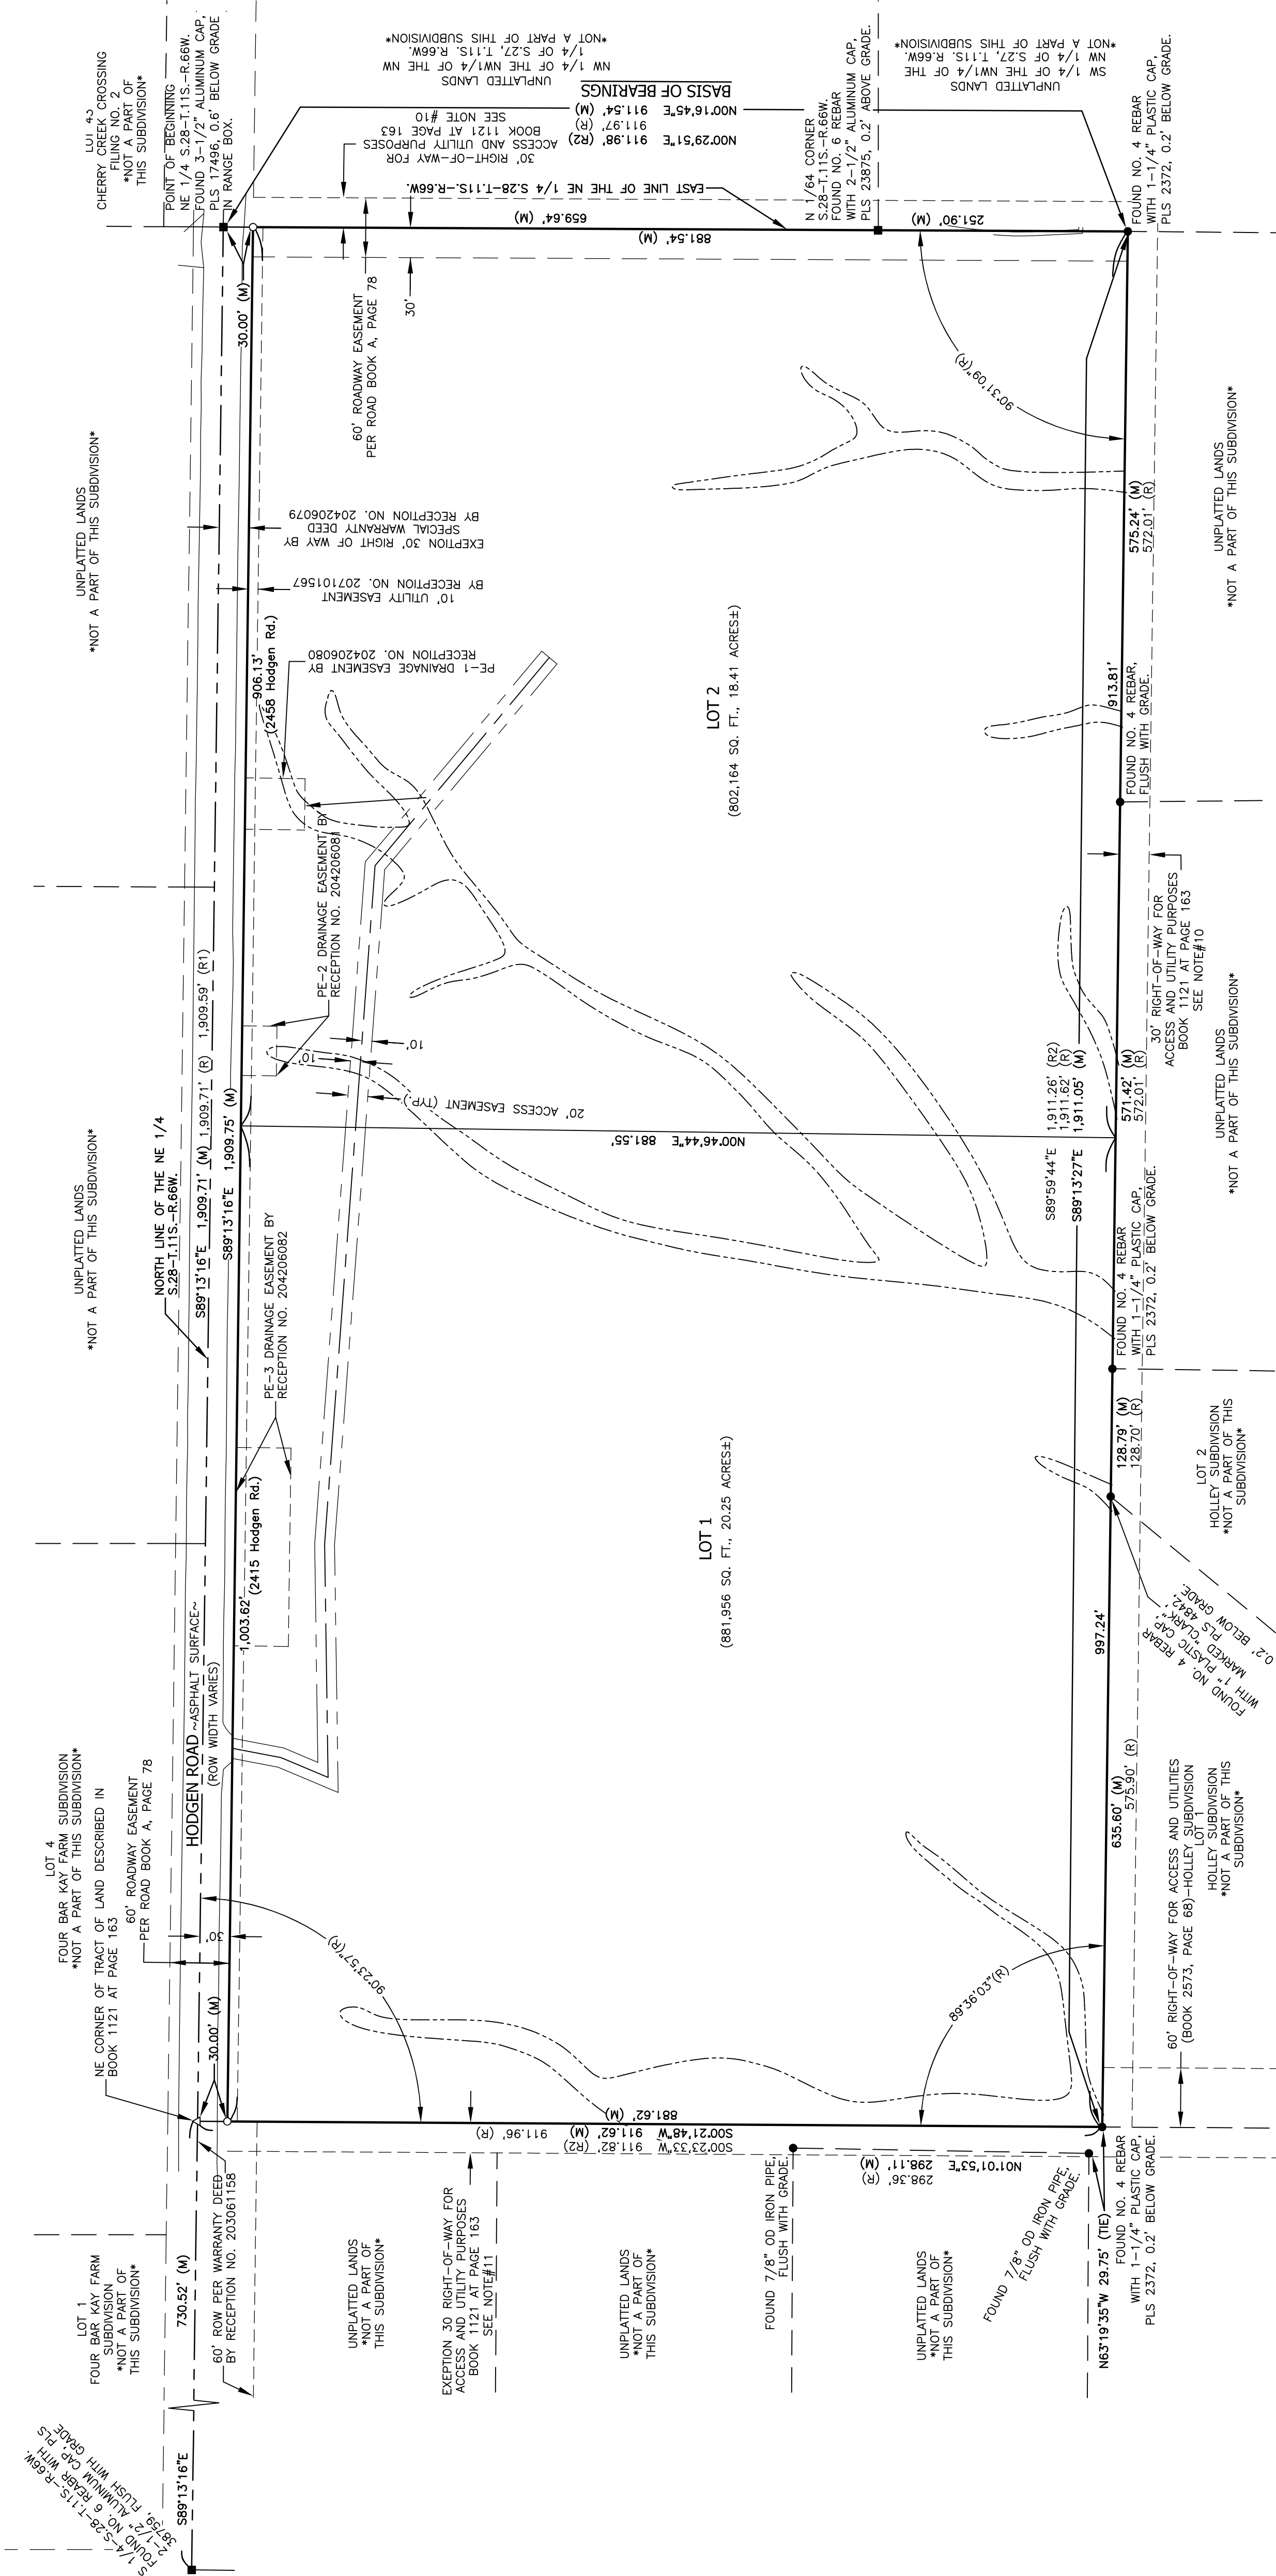 S 1/4-S.28-T.11S.-R.66W.
FOUND NO. 6 REABR WITH
2-1/2" ALUMINUM CAP, PLS
38759, FLUSH WITH GRADE
S89°13'16"E
730.52' (M)
LOT 1
FOUR BAR KAY FARM
SUBDIVISION
*NOT A PART OF
THIS SUBDIVISION*
60' ROW PER WARRANTY DEED
BY RECEPTION NO. 203061158
NE CORNER OF TRACT OF LAND DESCRIBED IN
BOOK 1121 AT PAGE 163
LOT 4
FOUR BAR KAY FARM SUBDIVISION
*NOT A PART OF THIS SUBDIVISION*
60' ROADWAY EASEMENT
PER ROAD BOOK A, PAGE 78
30.00' (M)
30'
HODGEN ROAD ~ASPHALT SURFACE~
(ROW WIDTH VARIES)
UNPLATTED LANDS
*NOT A PART OF THIS SUBDIVISION*
NORTH LINE OF THE NE 1/4
S.28-T.11S.-R.66W.
S89°13'16"E 1,909.71' (M) 1,909.71' (R) 1,909.59' (R1)
S89°13'16"E 1,909.75' (M)
UNPLATTED LANDS
*NOT A PART OF THIS SUBDIVISION*
LOT 43
CHERRY CREEK CROSSING
FILING NO. 2
*NOT A PART OF
THIS SUBDIVISION*
POINT OF BEGINNING
NE 1/4 S.28-T.11S.-R.66W.
FOUND 3-1/2" ALUMINUM CAP,
PLS 17496, 0.6' BELOW GRADE
IN RANGE BOX.
30.00' (M)
1,003.62'
(2415 Hodgen Rd.)
PE-3 DRAINAGE EASEMENT BY
RECEPTION NO. 204206082
PE-2 DRAINAGE EASEMENT BY
RECEPTION NO. 204206081
906.13'
(2458 Hodgen Rd.)
PE-1 DRAINAGE EASEMENT BY
RECEPTION NO. 204206080
10' UTILITY EASEMENT
BY RECEPTION NO. 207101567
EXEPTION 30' RIGHT OF WAY BY
SPECIAL WARRANTY DEED
BY RECEPTION NO. 204206079
60' ROADWAY EASEMENT
PER ROAD BOOK A, PAGE 78
30'
10'
10'
20' ACCESS EASEMENT (TYP.)
N00°46'44"E 881.55'
90°23'57"(R)
89°36'03"(R)
90°31'09"(R)
LOT 1
(881,956 SQ. FT., 20.25 ACRES±)
LOT 2
(802,164 SQ. FT., 18.41 ACRES±)
881.62' (M)
S00°21'48"W 911.62' (M) 911.96' (R)
S00°23'33"W 911.82' (R2)
UNPLATTED LANDS
*NOT A PART OF
THIS SUBDIVISION*
EXEPTION 30 RIGHT-OF-WAY FOR
ACCESS AND UTILITY PURPOSES
BOOK 1121 AT PAGE 163
SEE NOTE#11
UNPLATTED LANDS
*NOT A PART OF
THIS SUBDIVISION*
FOUND 7/8" OD IRON PIPE,
FLUSH WITH GRADE.
N01°01'53"E 298.11' (M)
298.36' (R)
UNPLATTED LANDS
*NOT A PART OF
THIS SUBDIVISION*
FOUND 7/8" OD IRON PIPE,
FLUSH WITH GRADE.
N63°19'35"W 29.75' (TIE)
FOUND NO. 4 REBAR
WITH 1-1/4" PLASTIC CAP,
PLS 2372, 0.2' BELOW GRADE.
881.54' (M)
659.64' (M)
251.90' (M)
EAST LINE OF THE NE 1/4 S.28-T.11S.-R.66W.
30' RIGHT-OF-WAY FOR
ACCESS AND UTILITY PURPOSES
BOOK 1121 AT PAGE 163
SEE NOTE #10
N00°29'51"E 911.98' (R2)
911.97' (R)
N00°16'45"E 911.54' (M)
BASIS OF BEARINGS
UNPLATTED LANDS
NW 1/4 OF THE NW1/4 OF THE NW
1/4 OF S.27, T.11S. R.66W.
*NOT A PART OF THIS SUBDIVISION*
N 1/64 CORNER
S.28-T.11S.-R.66W.
FOUND NO. 6 REBAR
WITH 2-1/2" ALUMINUM CAP,
PLS 23875, 0.2' ABOVE GRADE.
UNPLATTED LANDS
SW 1/4 OF THE NW1/4 OF THE
NW 1/4 OF S.27, T.11S. R.66W.
*NOT A PART OF THIS SUBDIVISION*
FOUND NO. 4 REBAR
WITH 1-1/4" PLASTIC CAP,
PLS 2372, 0.2' BELOW GRADE.
S89°59'44"E 1,911.26' (R2)
1,911.62' (R)
S89°13'27"E 1,911.05' (M)
997.24'
913.81'
635.60' (M)
575.90' (R)
128.79' (M)
128.70' (R)
571.42' (M)
572.01' (R)
575.24' (M)
572.01' (R)
60' RIGHT-OF-WAY FOR ACCESS AND UTILITIES
(BOOK 2573, PAGE 68)-HOLLEY SUBDIVISION
LOT 1
HOLLEY SUBDIVISION
*NOT A PART OF THIS
SUBDIVISION*
FOUND NO. 4 REBAR
WITH 1" PLASTIC CAP,
MARKED "CLARK",
PLS 4842,
0.2' BELOW GRADE.
LOT 2
HOLLEY SUBDIVISION
*NOT A PART OF THIS
SUBDIVISION*
FOUND NO. 4 REBAR
WITH 1-1/4" PLASTIC CAP,
PLS 2372, 0.2' BELOW GRADE.
30' RIGHT-OF-WAY FOR
ACCESS AND UTILITY PURPOSES
BOOK 1121 AT PAGE 163
SEE NOTE#10
UNPLATTED LANDS
*NOT A PART OF THIS SUBDIVISION*
FOUND NO. 4 REBAR,
FLUSH WITH GRADE.
UNPLATTED LANDS
*NOT A PART OF THIS SUBDIVISION*